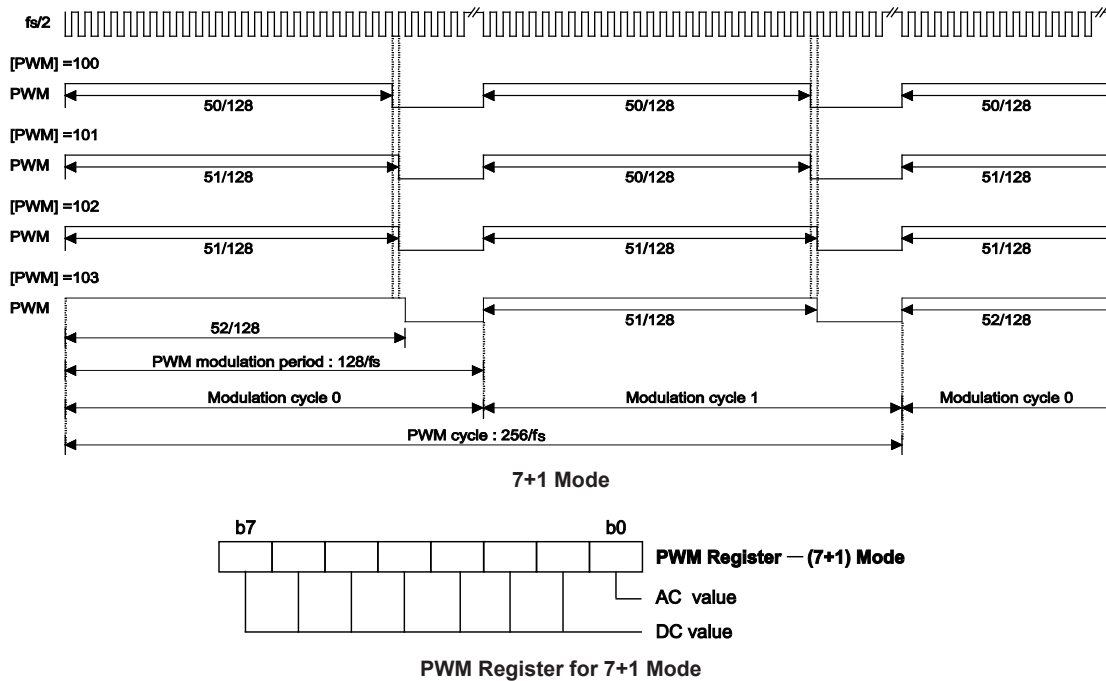 fs/2
[PWM] =100
PWM
50/128
50/128
50/128
[PWM] =101
PWM
51/128
50/128
51/128
[PWM] =102
PWM
51/128
51/128
51/128
[PWM] =103
PWM
52/128
51/128
52/128
PWM modulation period : 128/fs
Modulation cycle 0
Modulation cycle 1
Modulation cycle 0
PWM cycle : 256/fs
7+1 Mode
b7
b0
PWM Register — (7+1) Mode
AC value
DC value
PWM Register for 7+1 Mode